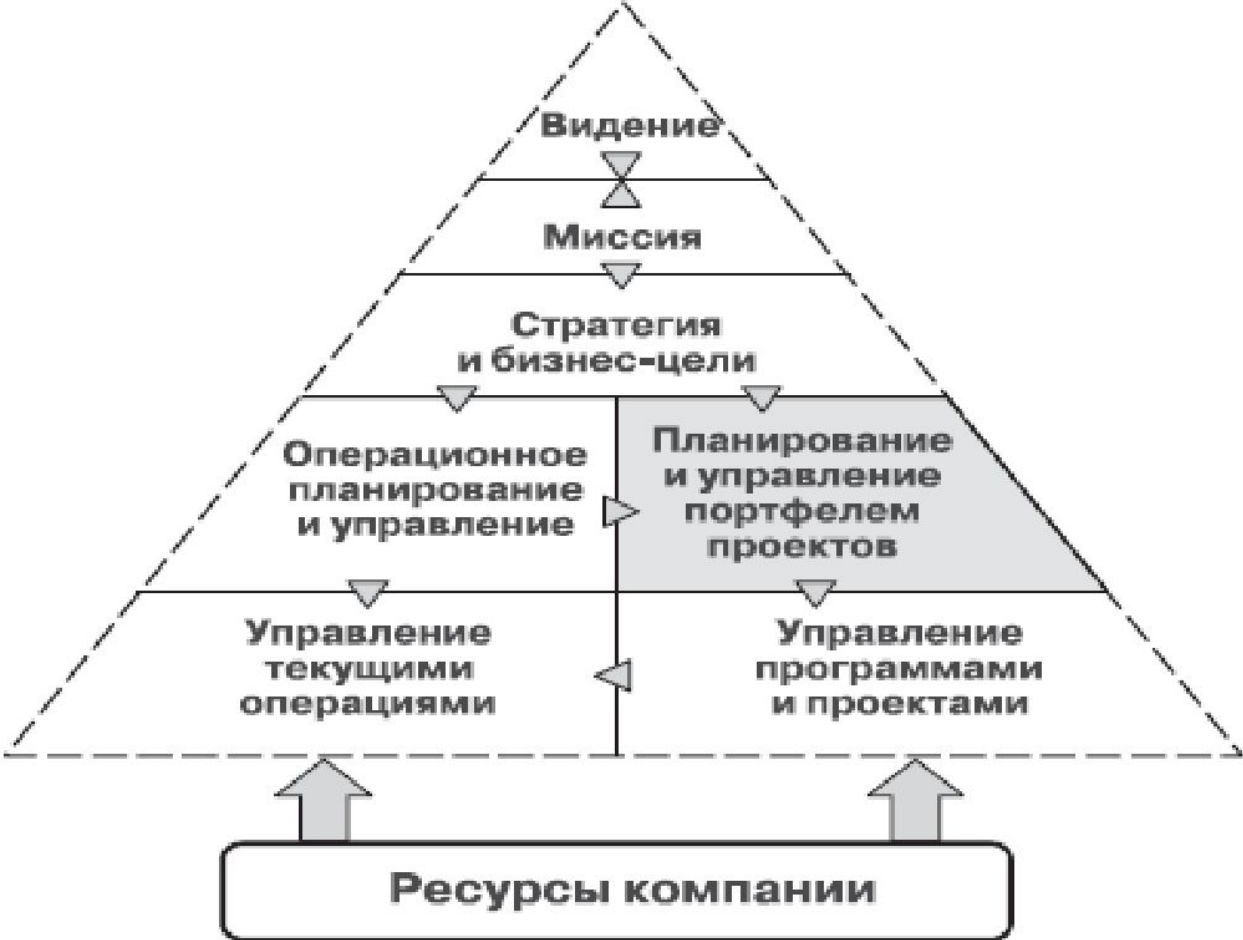 Видение
Миссия
Стратегия
и бизнес-цели
Операционное
планирование
и управление
Планирование
и управление
портфелем
проектов
Управление
текущими
операциями
Управление
программами
и проектами
Ресурсы компании